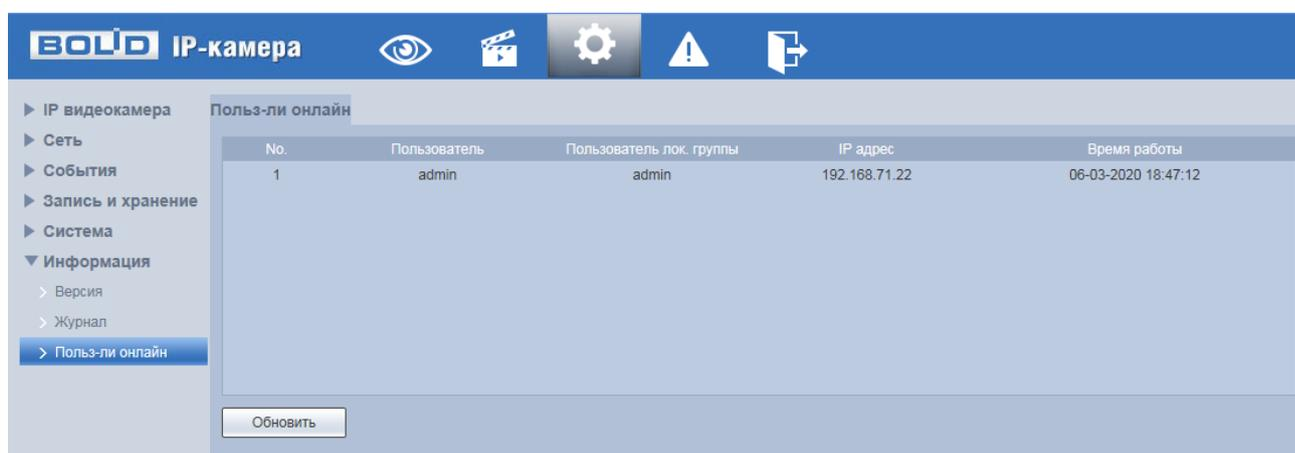 BOLID IP-камера
IP видеокамера
Сеть
События
Запись и хранение
Система
Информация
Версия
Журнал
Польз-ли онлайн
Польз-ли онлайн
No. Пользователь Пользователь лок. группы IP адрес Время работы
1 admin admin 192.168.71.22 06-03-2020 18:47:12
Обновить